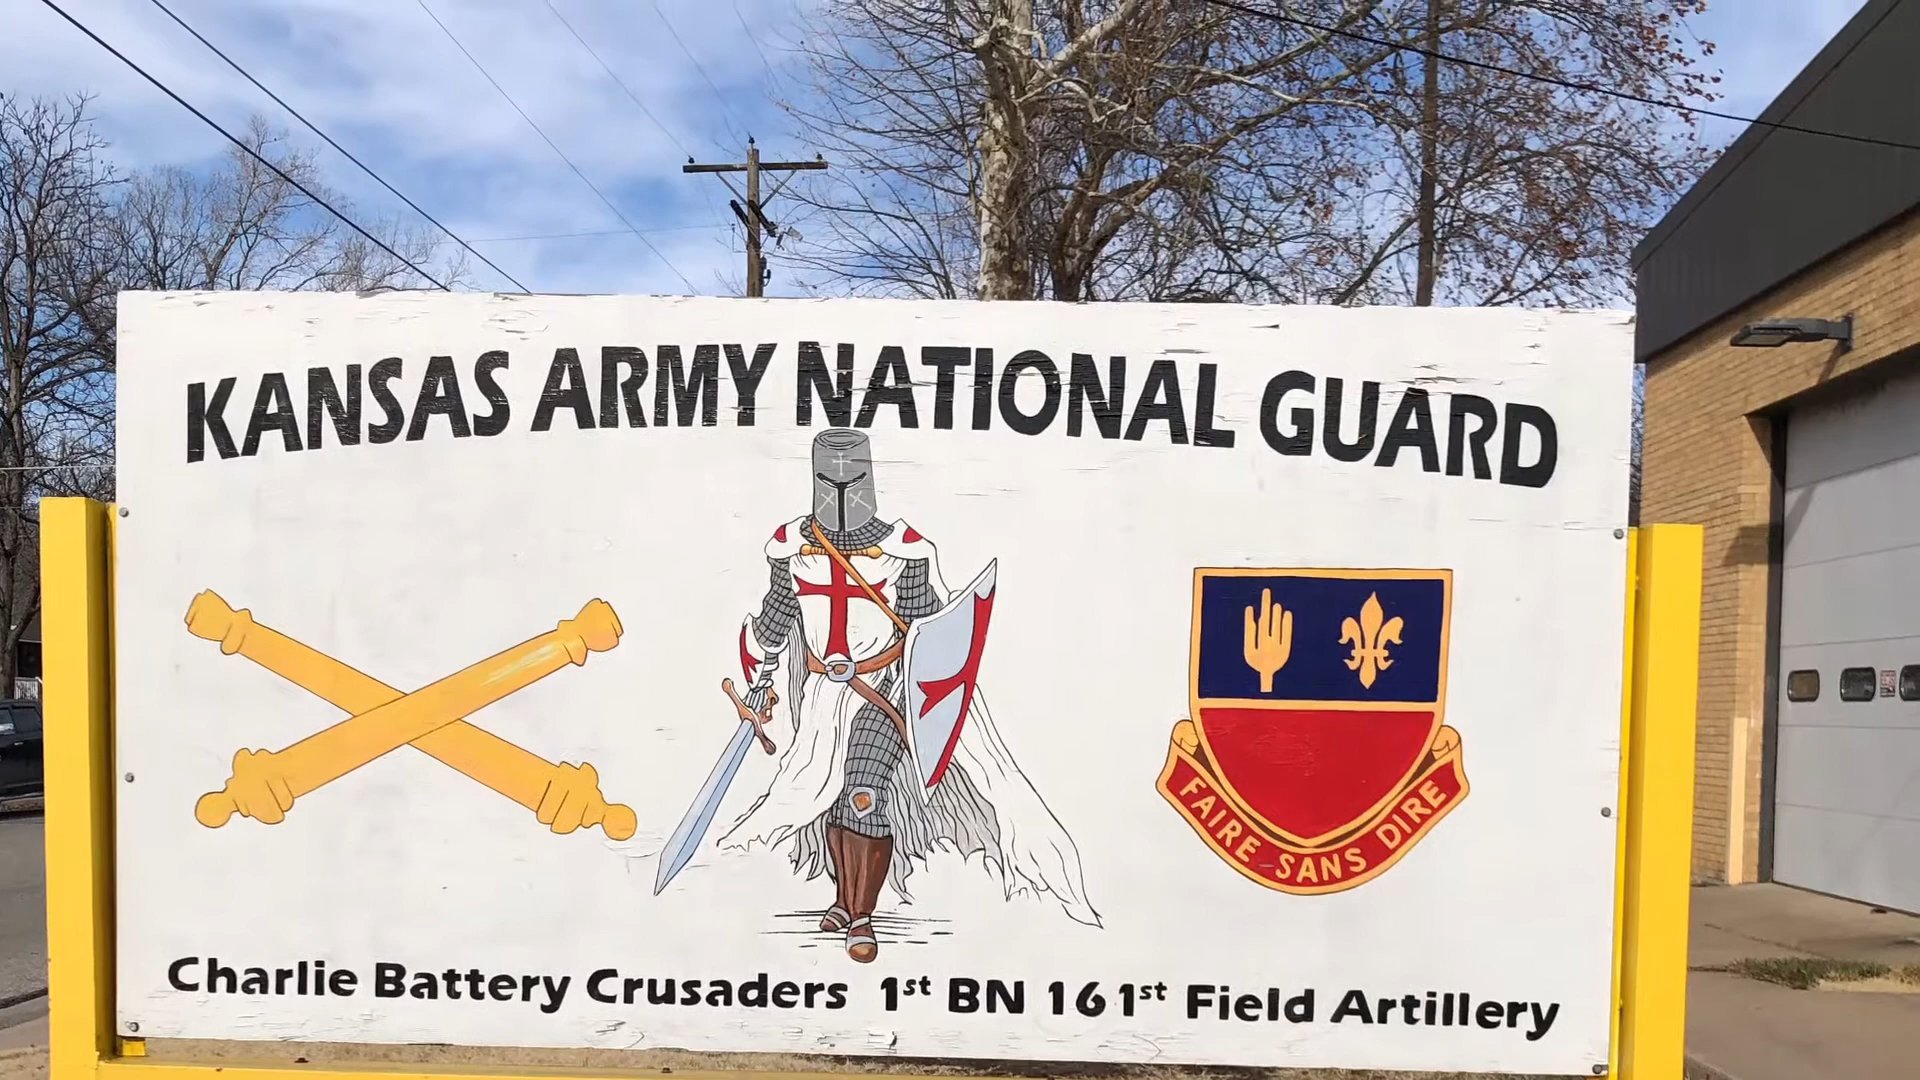 KANSAS ARMY NATIONAL GUARD
FAIRE SANS DIRE
Charlie Battery Crusaders 1st BN 161st Field Artillery